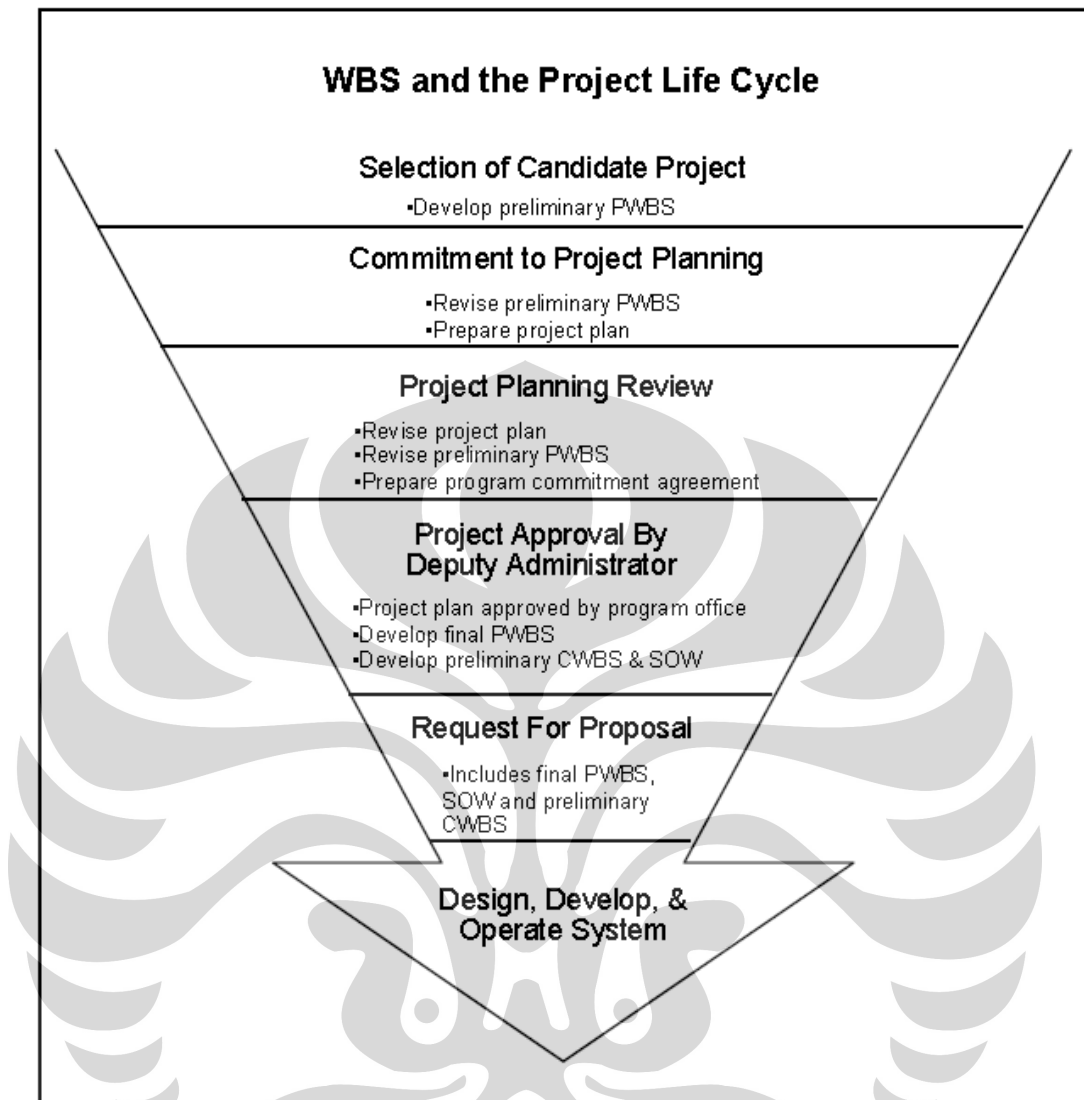 WBS and the Project Life Cycle
Selection of Candidate Project
▪Develop preliminary PWBS
Commitment to Project Planning
▪Revise preliminary PWBS
▪Prepare project plan
Project Planning Review
▪Revise project plan
▪Revise preliminary PWBS
▪Prepare program commitment agreement
Project Approval By
Deputy Administrator
▪Project plan approved by program office
▪Develop final PWBS
▪Develop preliminary CWBS & SOW
Request For Proposal
▪Includes final PWBS,
SOW and preliminary
CWBS
Design, Develop, &
Operate System